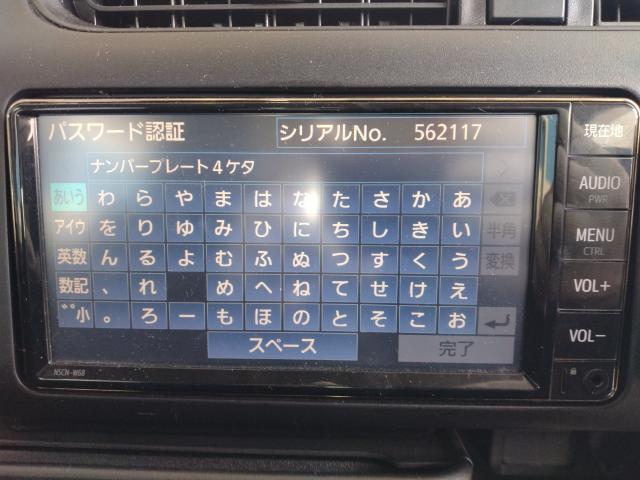 パスワード認証 シリアルNo. 562117
ナンバープレート4ケタ
あいう わ ら や ま は な た さ か あ
アイウ を り ゆ み ひ に ち し き い 半角
英数 ん る よ む ふ ぬ つ す く う 変換
数記 、 れ め へ ね て せ け え
゛゜小 。 ろ ー も ほ の と そ こ お
スペース 完了
NSCN-W68
現在地
AUDIO
PWR
MENU
CTRL
VOL+
VOL−